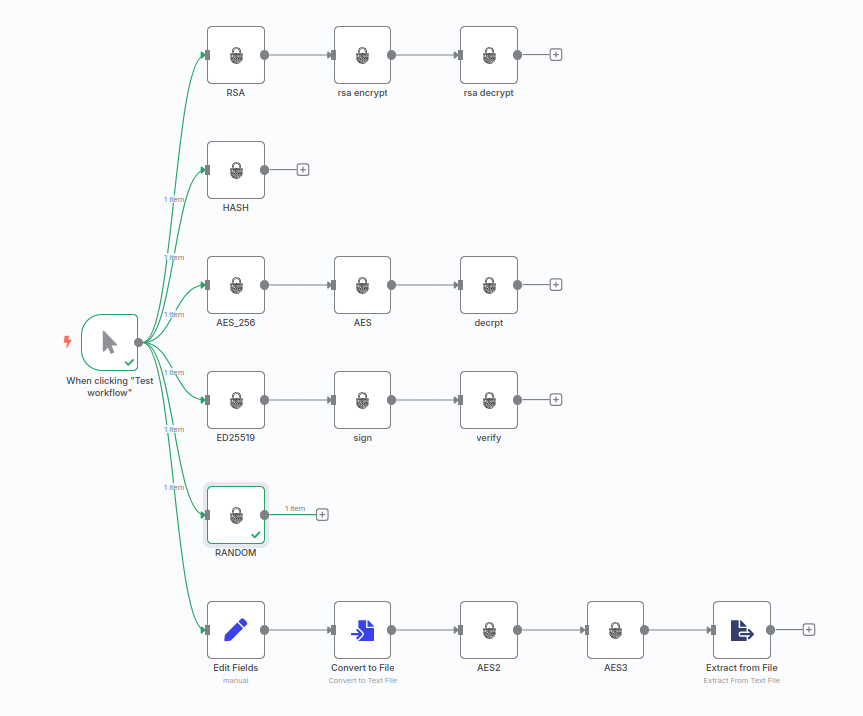 RSA
rsa encrypt
rsa decrypt
1 item
HASH
1 item
1 item
AES_256
AES
decrpt
When clicking "Test
workflow"
1 item
ED25519
sign
verify
1 item
1 item
1 item
RANDOM
Edit Fields
manual
Convert to File
Convert to Text File
AES2
AES3
Extract from File
Extract From Text File